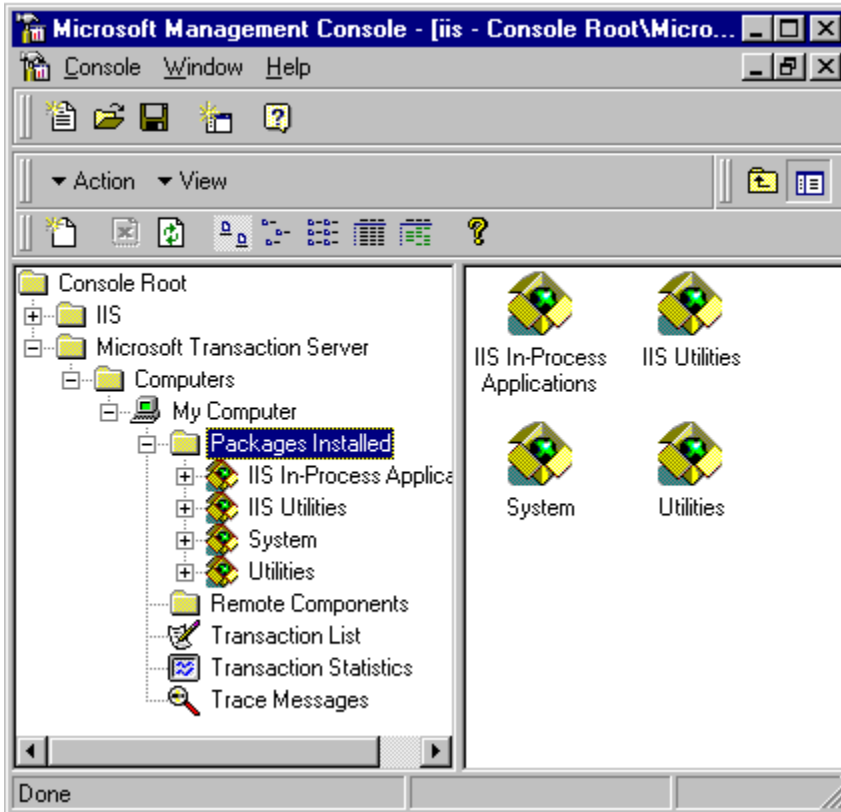 Microsoft Management Console - [iis - Console Root\Micro...
Console Window Help
Action View
Console Root
IIS
Microsoft Transaction Server
Computers
My Computer
Packages Installed
IIS In-Process Applica
IIS Utilities
System
Utilities
Remote Components
Transaction List
Transaction Statistics
Trace Messages
IIS In-Process
Applications
IIS Utilities
System
Utilities
Done